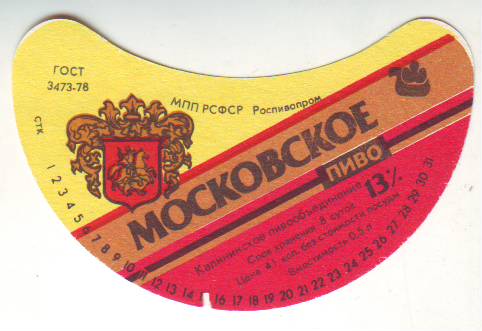 ГОСТ
3473-78
МПП РСФСР Роспивопром
СТК
МОСКОВСКОЕ
ПИВО
13%
Калининское пивообъединение
Срок хранения 8 суток
Цена 41 коп. без стоимости посуды
Вместимость 0,5 л
1 2 3 4 5 6 7 8 9 10 11 12 13 14 15 16 17 18 19 20 21 22 23 24 25 26 27 28 29 30 31